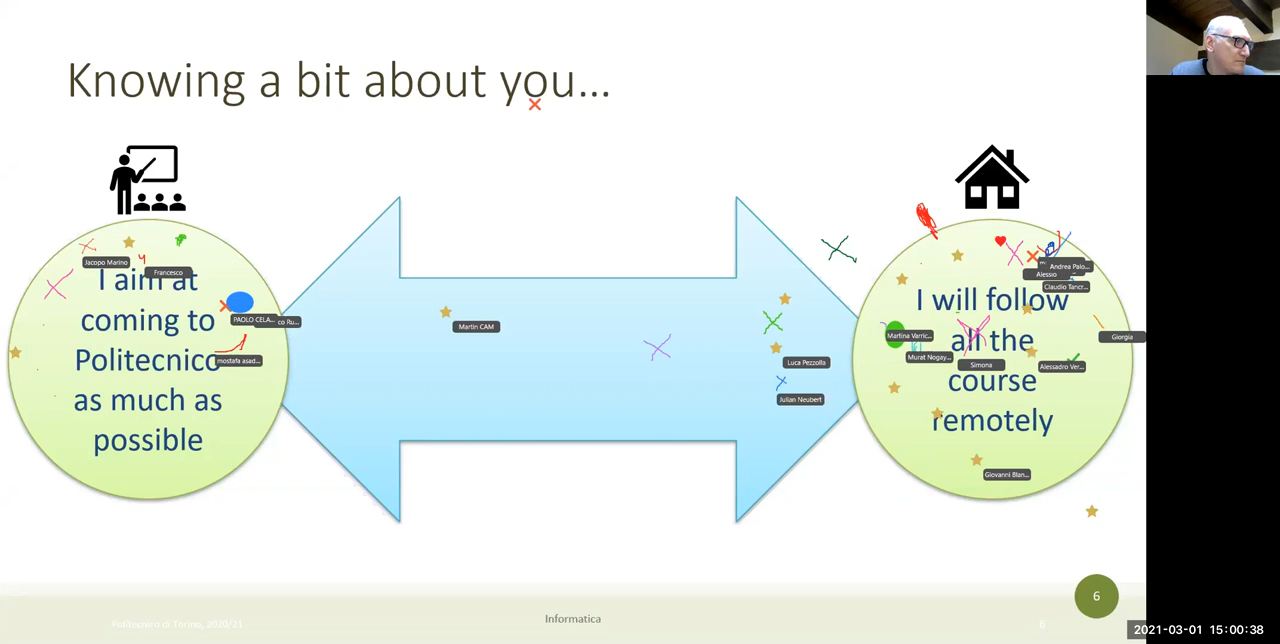 Knowing a bit about you...
Jacopo Marino
Francesco
I aim at
coming to
Politecnico
as much as
possible
PAOLO CELA...
co Ru...
mostafa asad...
Martin CAM
Luca Pezzolla
Julian Neubert
Andrea Palo...
Alessio
Claudio Tancr...
I will follow
all the
course
remotely
Martina Varric...
Murat Nogay...
Simona
Giorgia
Alessadro Ver...
Giovanni Blan...
Politecnico di Torino, 2020/21
Informatica
6
6
2021-03-01 15:00:38